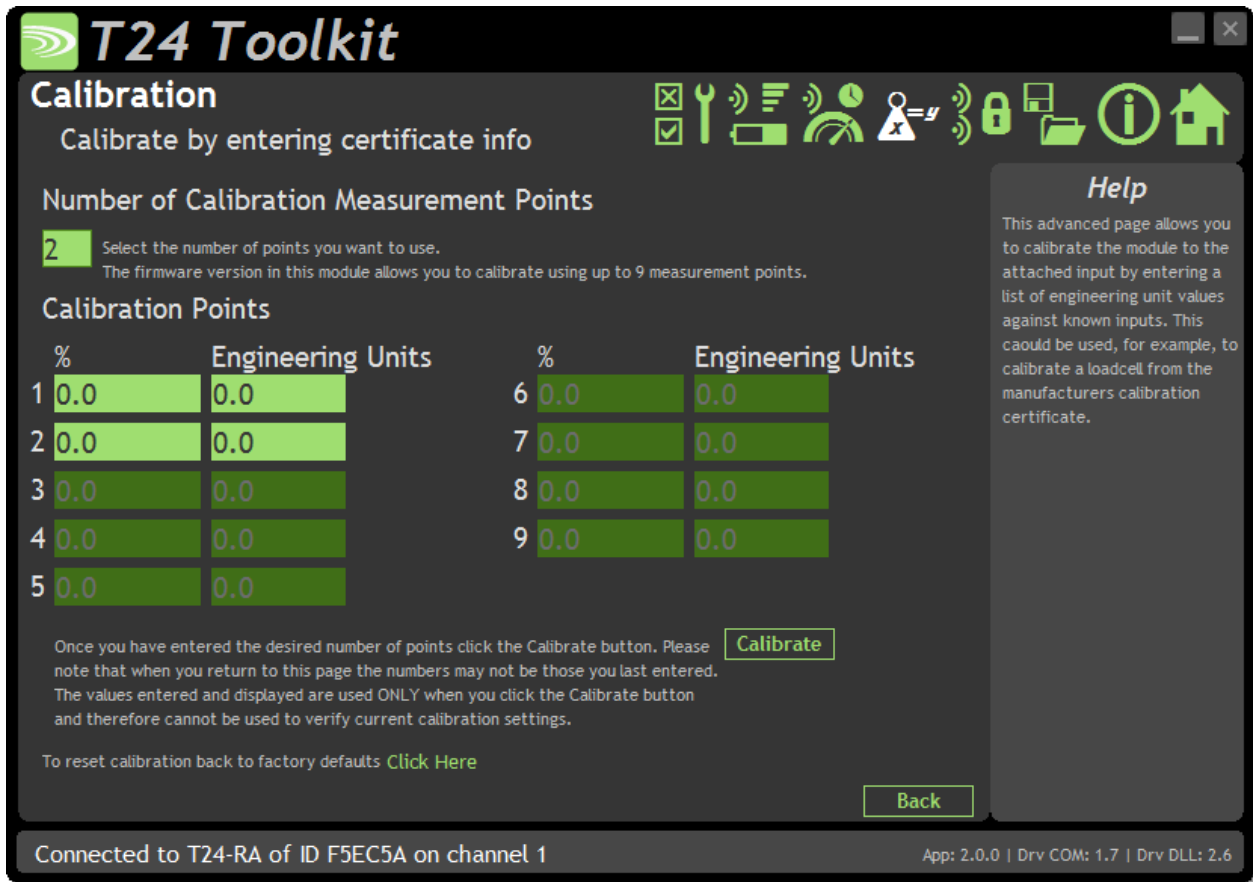 T24 Toolkit
Calibration
Calibrate by entering certificate info
x=y
Number of Calibration Measurement Points
2
Select the number of points you want to use.
The firmware version in this module allows you to calibrate using up to 9 measurement points.
Calibration Points
% Engineering Units % Engineering Units
1 0.0 0.0 6 0.0 0.0
2 0.0 0.0 7 0.0 0.0
3 0.0 0.0 8 0.0 0.0
4 0.0 0.0 9 0.0 0.0
5 0.0 0.0
Once you have entered the desired number of points click the Calibrate button. Please
note that when you return to this page the numbers may not be those you last entered.
The values entered and displayed are used ONLY when you click the Calibrate button
and therefore cannot be used to verify current calibration settings.
Calibrate
To reset calibration back to factory defaults Click Here
Back
Help
This advanced page allows you
to calibrate the module to the
attached input by entering a
list of engineering unit values
against known inputs. This
caould be used, for example, to
calibrate a loadcell from the
manufacturers calibration
certificate.
Connected to T24-RA of ID F5EC5A on channel 1
App: 2.0.0 | Drv COM: 1.7 | Drv DLL: 2.6